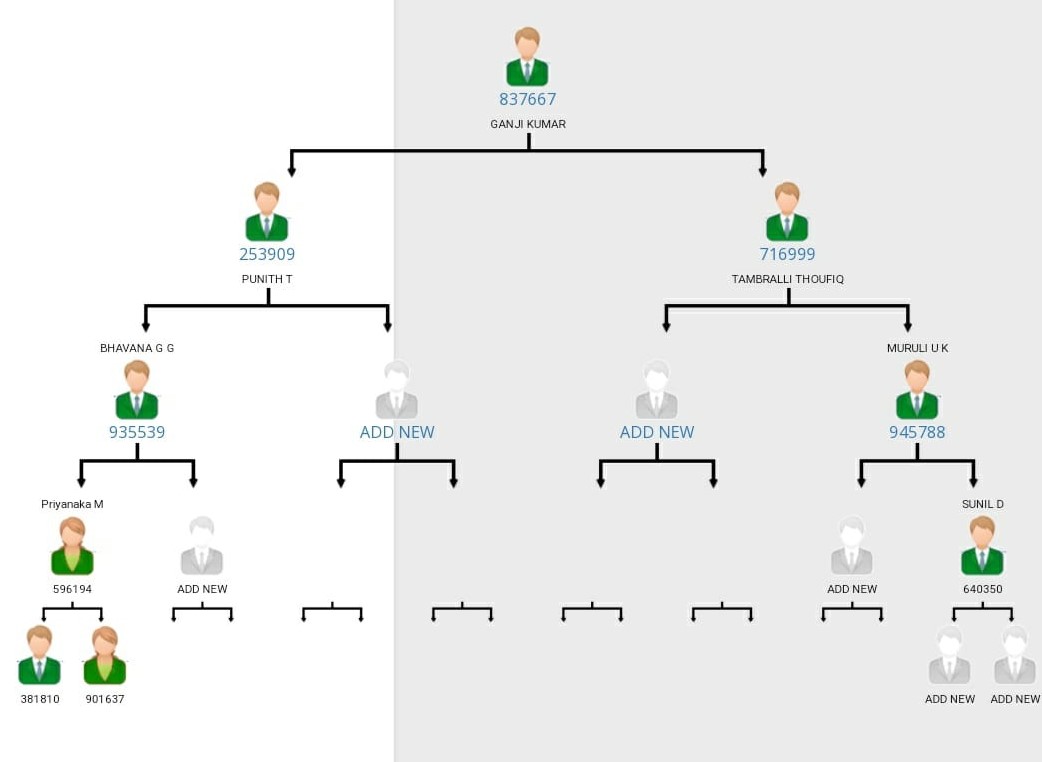 837667
GANJI KUMAR
253909
PUNITH T
716999
TAMBRALLI THOUFIQ
BHAVANA G G
935539
ADD NEW
ADD NEW
MURULI U K
945788
Priyanaka M
596194
ADD NEW
ADD NEW
SUNIL D
640350
381810
901637
ADD NEW
ADD NEW